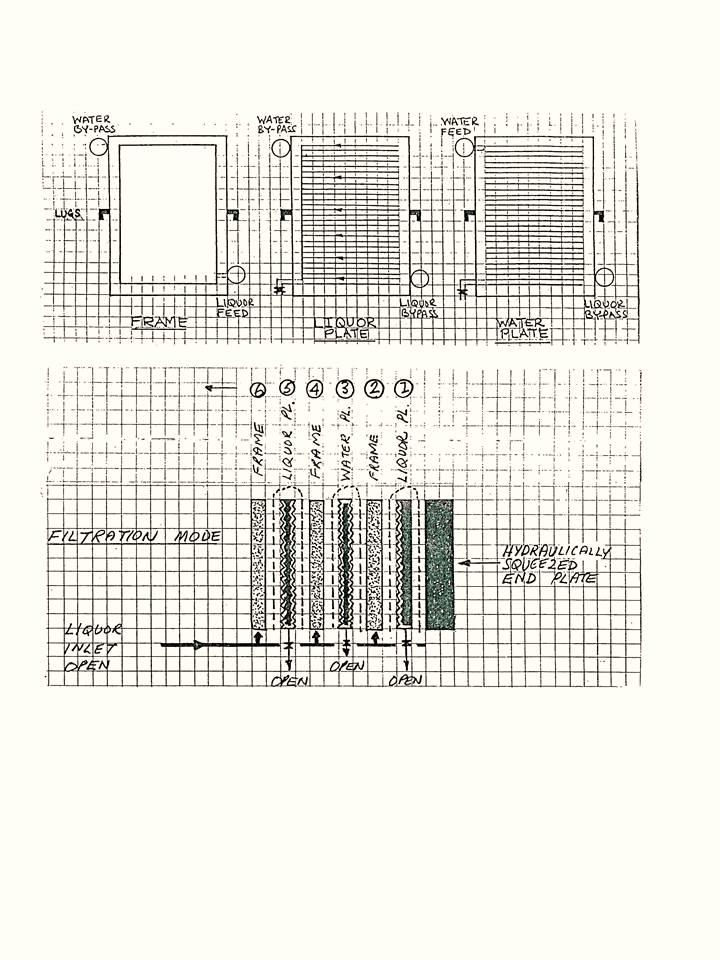 WATER
BY-PASS
WATER
BY-PASS
WATER
FEED
LUGS
LIQUOR
FEED
LIQUOR
BYPASS
LIQUOR
BYPASS
FRAME
LIQUOR
PLATE
WATER
PLATE
6 5 4 3 2 1
FRAME
LIQUOR PL.
FRAME
WATER PL.
FRAME
LIQUOR PL.
FILTRATION MODE
HYDRAULICALLY
SQUEEZED
END PLATE
LIQUOR
INLET
OPEN
OPEN
OPEN
OPEN